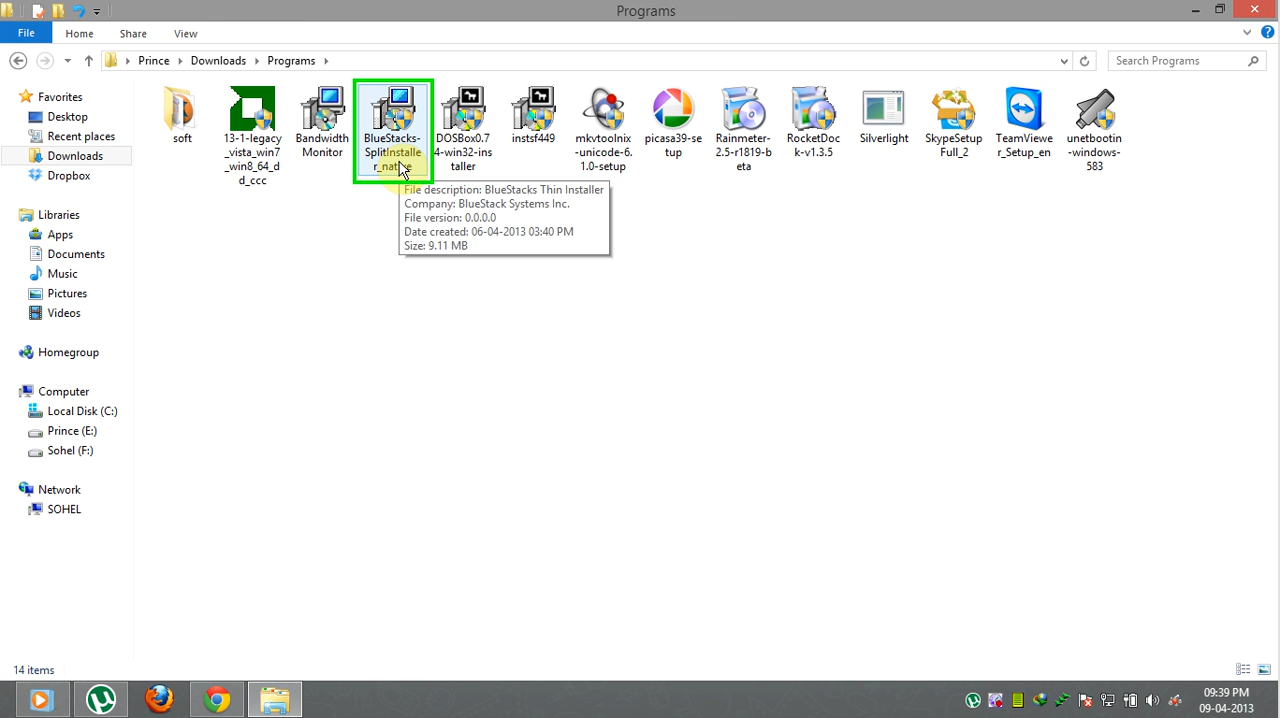 Programs
File
Home
Share
View
Prince
Downloads
Programs
Search Programs
Favorites
Desktop
Recent places
Downloads
Dropbox
Libraries
Apps
Documents
Music
Pictures
Videos
Homegroup
Computer
Local Disk (C:)
Prince (E:)
Sohel (F:)
Network
SOHEL
soft
13-1-legacy
_vista_win7
_win8_64_d
d_ccc
Bandwidth
Monitor
BlueStacks-
SplitInstalle
r_native
DOSBox0.7
4-win32-ins
taller
instsf449
mkvtoolnix
-unicode-6.
1.0-setup
picasa39-se
tup
Rainmeter-
2.5-r1819-b
eta
RocketDoc
k-v1.3.5
Silverlight
SkypeSetup
Full_2
TeamViewe
r_Setup_en
unetbootin
-windows-
583
File description: BlueStacks Thin Installer
Company: BlueStack Systems Inc.
File version: 0.0.0.0
Date created: 06-04-2013 03:40 PM
Size: 9.11 MB
14 items
09:39 PM
09-04-2013